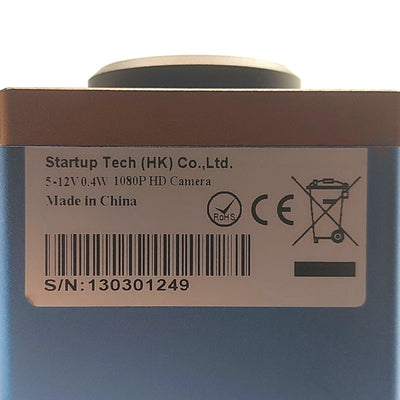 Startup Tech (HK) Co.,Ltd.
5-12V 0.4W 1080P HD Camera
Made in China
RoHS CE
S/N:130301249